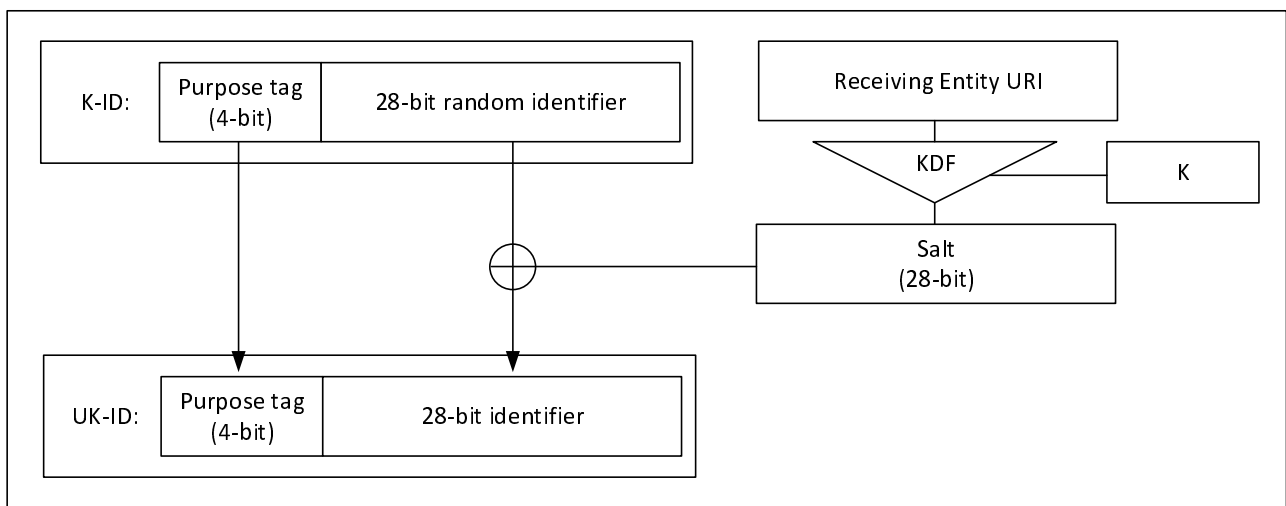 K-ID:
Purpose tag
(4-bit)
28-bit random identifier
Receiving Entity URI
KDF
K
Salt
(28-bit)
UK-ID:
Purpose tag
(4-bit)
28-bit identifier